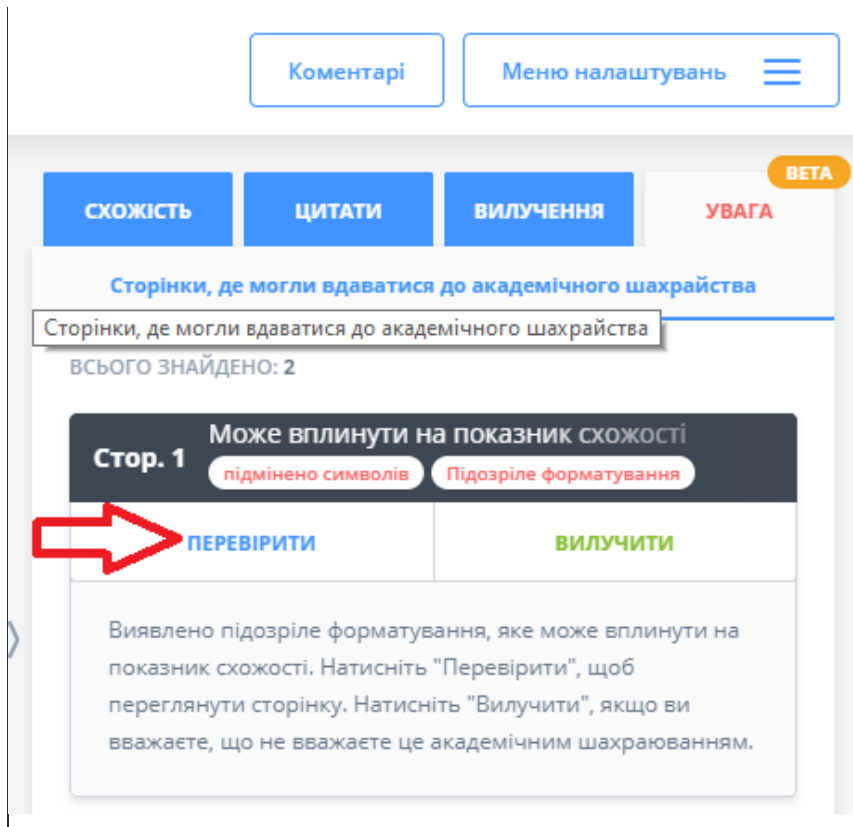 Коментарі
Меню налаштувань
BETA
СХОЖІСТЬ
ЦИТАТИ
ВИЛУЧЕННЯ
УВАГА
Сторінки, де могли вдаватися до академічного шахрайства
Сторінки, де могли вдаватися до академічного шахрайства
ВСЬОГО ЗНАЙДЕНО: 2
Стор. 1
Може вплинути на показник схожості
підмінено символів
Підозріле форматування
ПЕРЕВІРИТИ
ВИЛУЧИТИ
Виявлено підозріле форматування, яке може вплинути на
показник схожості. Натисніть "Перевірити", щоб
переглянути сторінку. Натисніть "Вилучити", якщо ви
вважаєте, що не вважаєте це академічним шахраюванням.